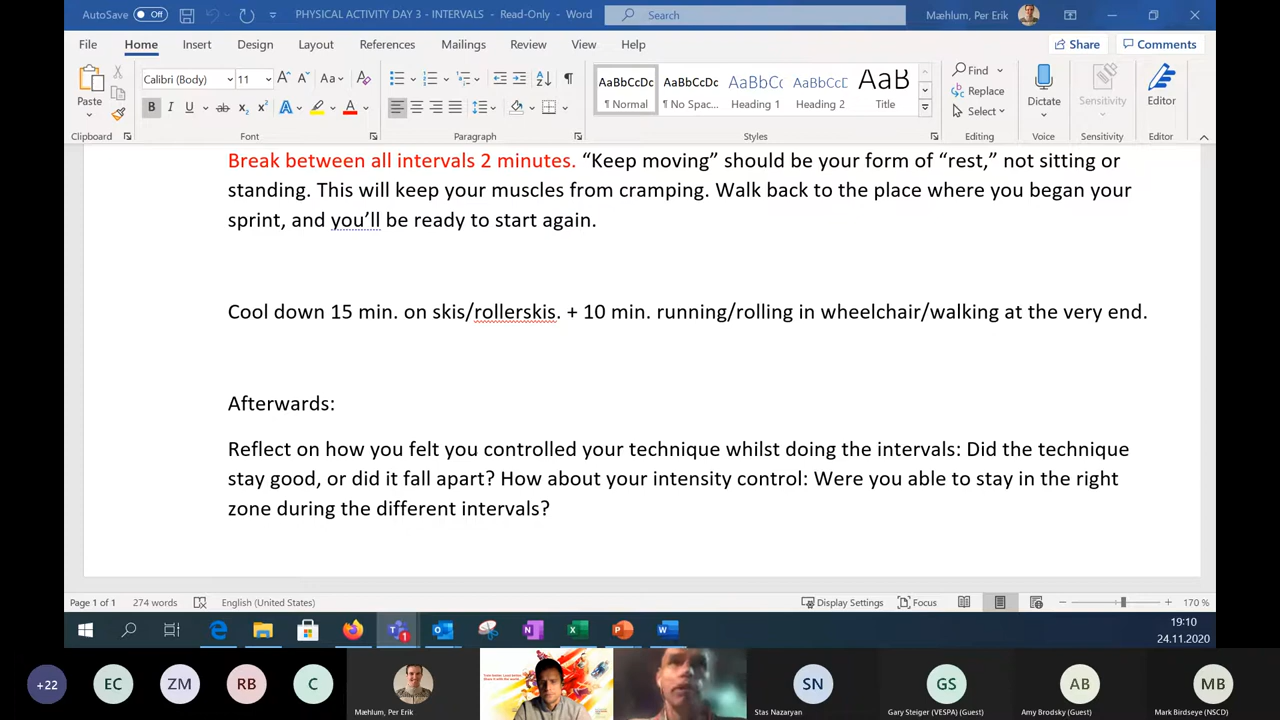 AutoSave Off PHYSICAL ACTIVITY DAY 3 - INTERVALS - Read-Only - Word Search Mæhlum, Per Erik
File Home Insert Design Layout References Mailings Review View Help Share Comments
Paste Calibri (Body) 11 Aa AaBbCcDc AaBbCcDc AaBbCc AaBbCcD AaB Find Replace Select Dictate Sensitivity Editor
¶ Normal ¶ No Spac... Heading 1 Heading 2 Title
Clipboard Font Paragraph Styles Editing Voice Sensitivity Editor
Break between all intervals 2 minutes. “Keep moving” should be your form of “rest,” not sitting or
standing. This will keep your muscles from cramping. Walk back to the place where you began your
sprint, and you’ll be ready to start again.
Cool down 15 min. on skis/rollerskis. + 10 min. running/rolling in wheelchair/walking at the very end.
Afterwards:
Reflect on how you felt you controlled your technique whilst doing the intervals: Did the technique
stay good, or did it fall apart? How about your intensity control: Were you able to stay in the right
zone during the different intervals?
Page 1 of 1 274 words English (United States) Display Settings Focus 170 %
19:10
24.11.2020
+22 EC ZM RB C SN GS AB MB
Mæhlum, Per Erik Stas Nazaryan Gary Steiger (VESPA) (Guest) Amy Brodsky (Guest) Mark Birdseye (NSCD)